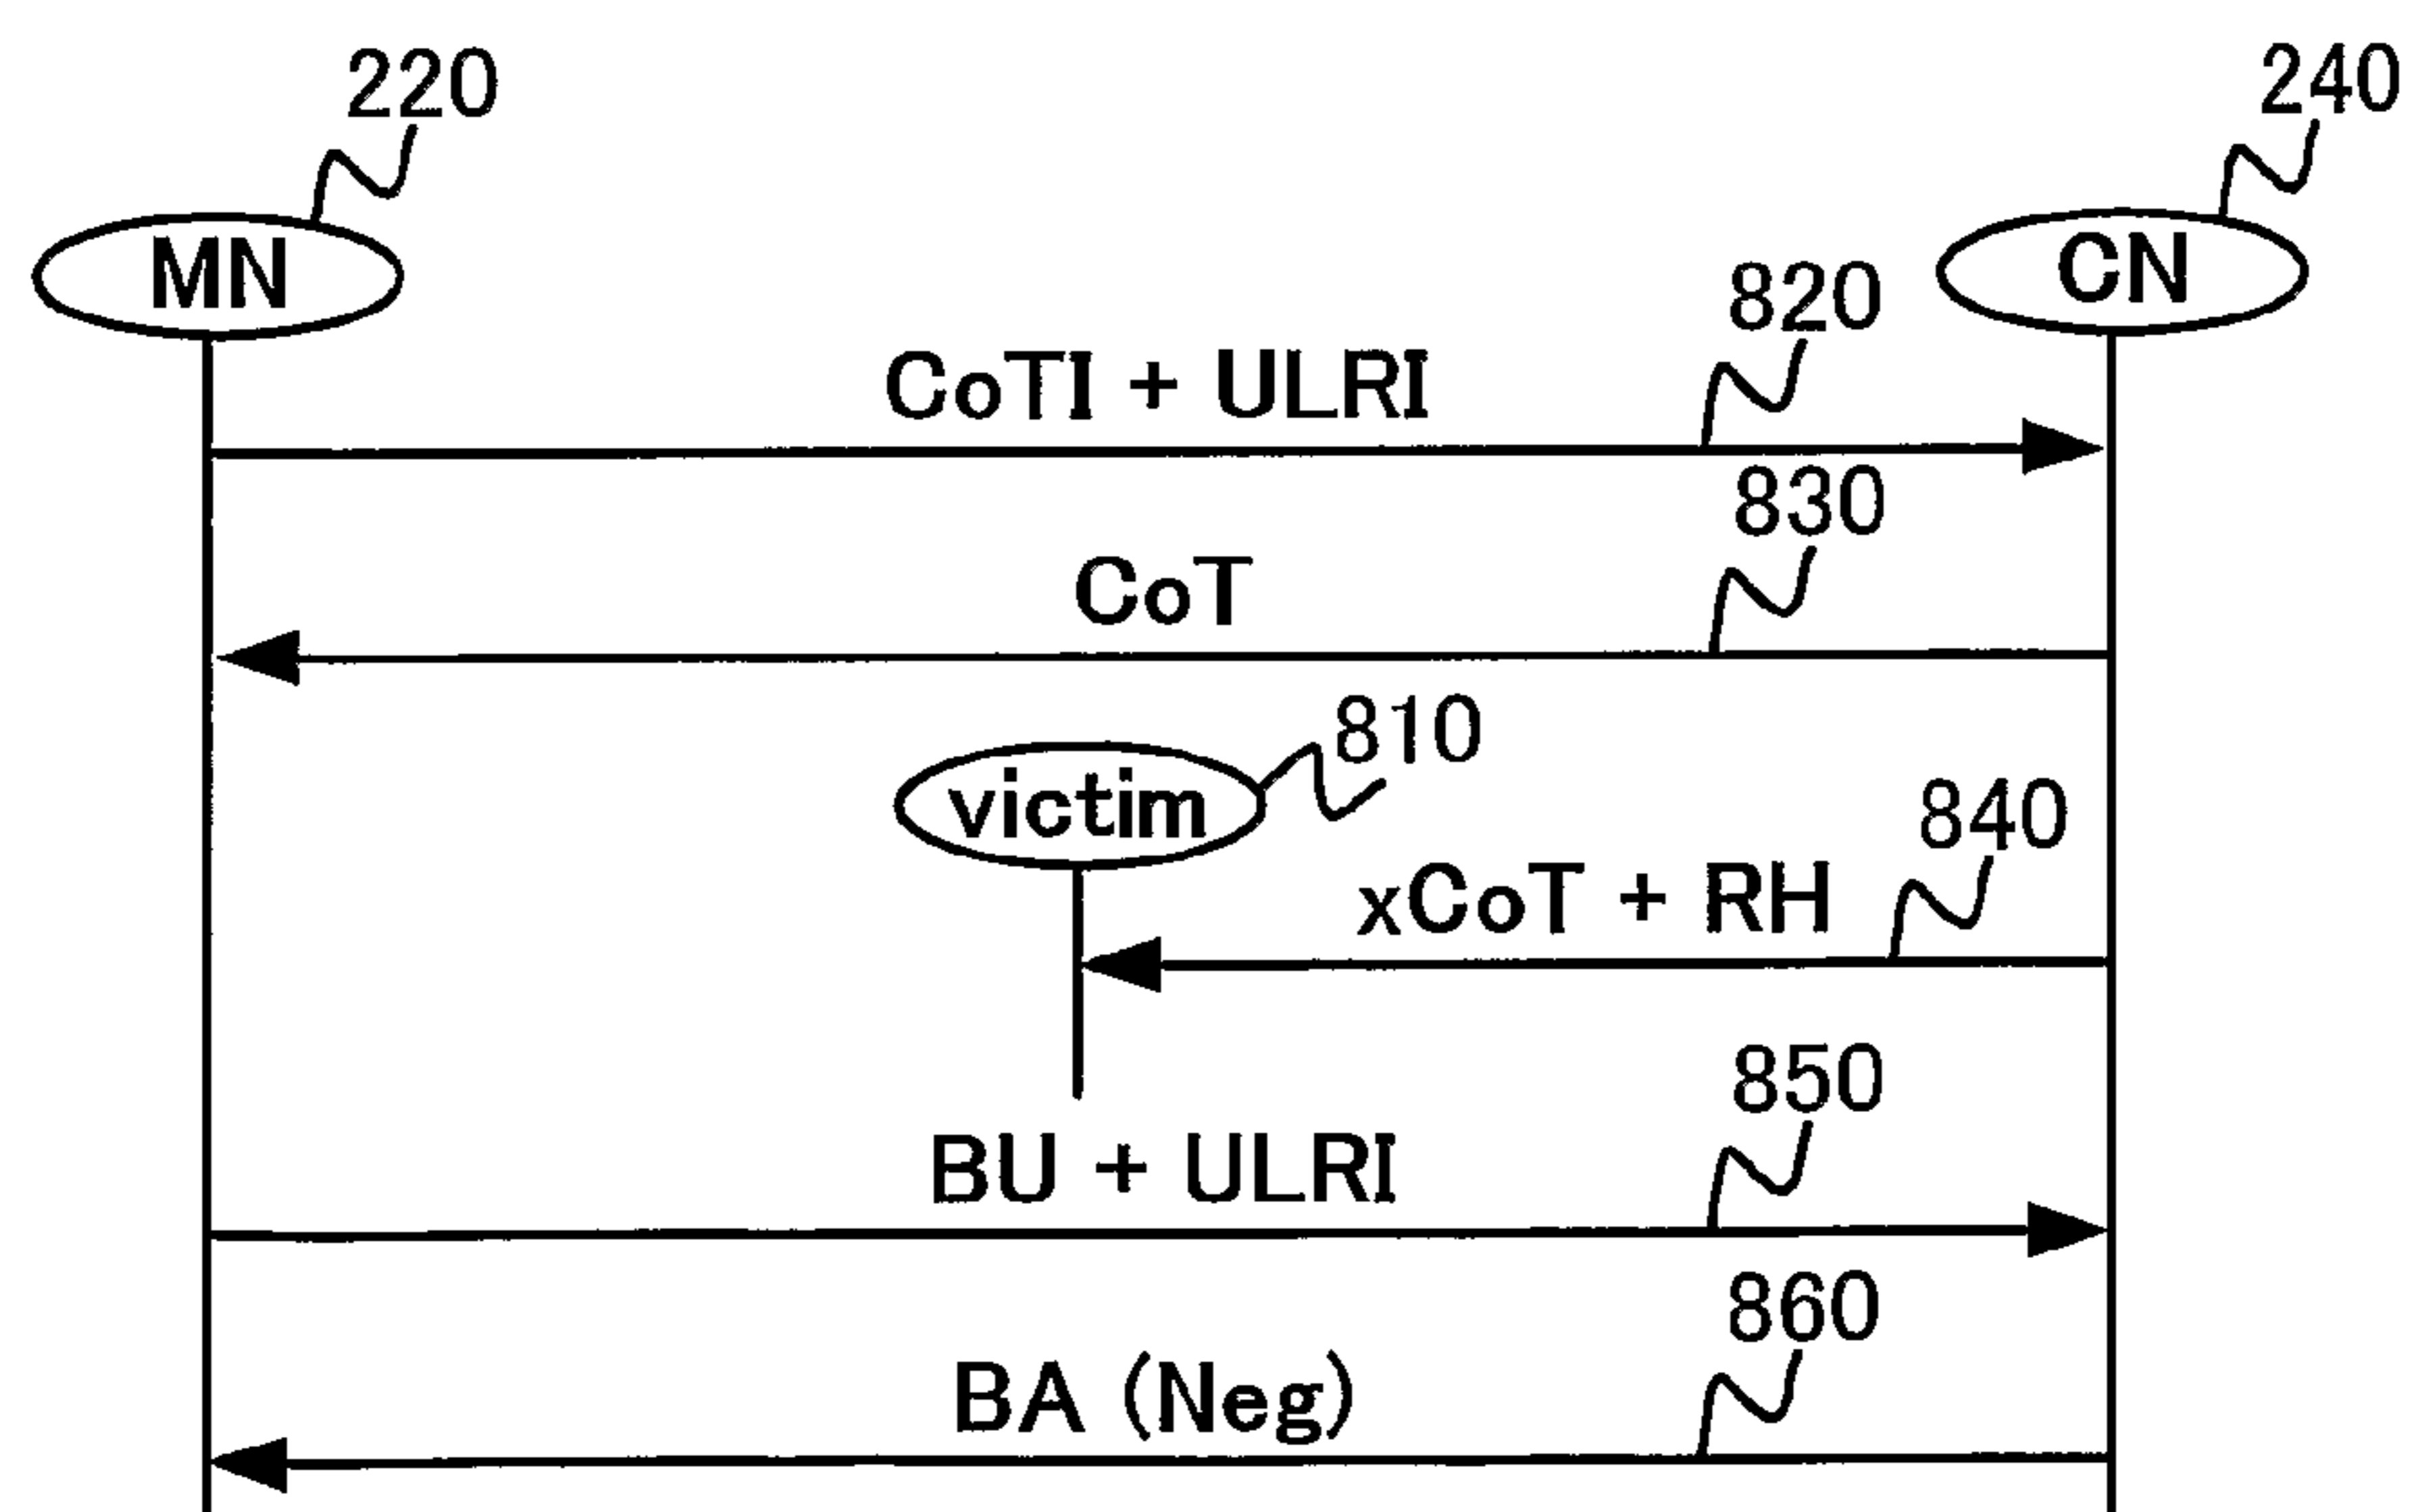 220
240
MN
CN
820
CoTI + ULRI
830
CoT
810
victim
840
xCoT + RH
850
BU + ULRI
860
BA (Neg)